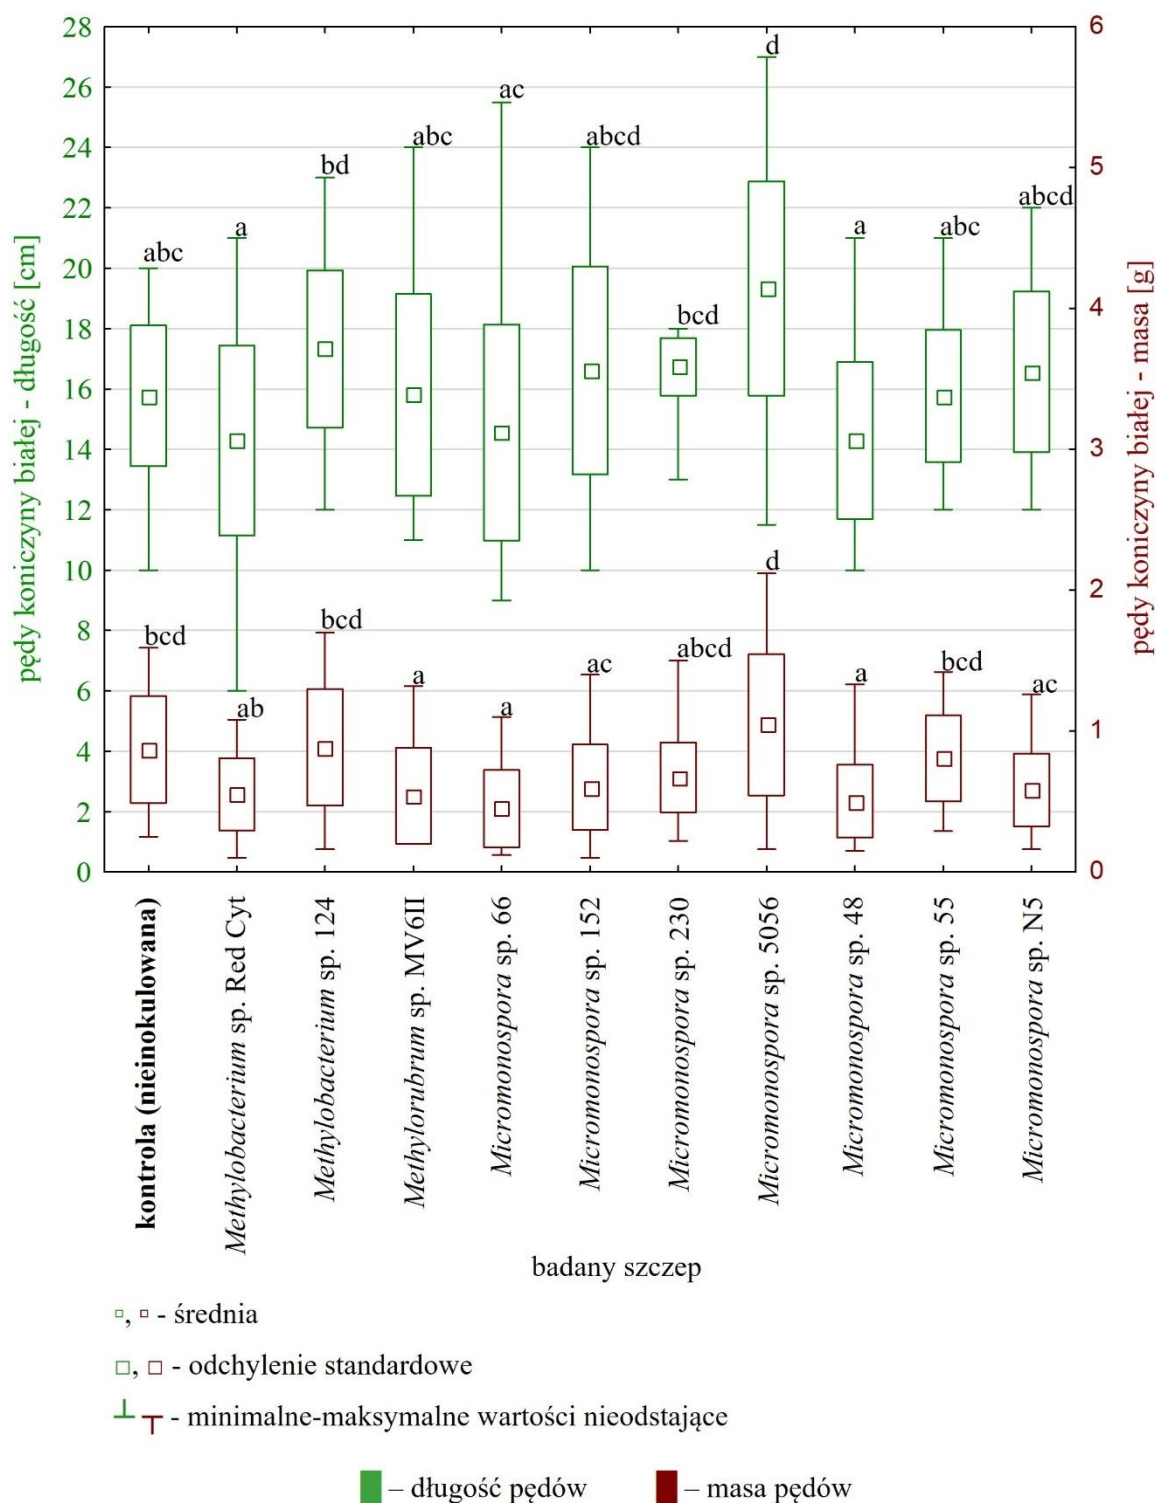 pędy koniczyny białej - długość [cm]
28
26
24
22
20
18
16
14
12
10
8
6
4
2
0
pędy koniczyny białej - masa [g]
6
5
4
3
2
1
0
abc
a
bd
abc
ac
abcd
bcd
d
a
abc
abcd
bcd
ab
bcd
a
a
ac
abcd
d
a
bcd
ac
kontrola (nieinokulowana)
Methylobacterium sp. Red Cyt
Methylobacterium sp. 124
Methylorubrum sp. MV6II
Micromonospora sp. 66
Micromonospora sp. 152
Micromonospora sp. 230
Micromonospora sp. 5056
Micromonospora sp. 48
Micromonospora sp. 55
Micromonospora sp. N5
badany szczep
, - średnia
, - odchylenie standardowe
- minimalne-maksymalne wartości nieodstające
– długość pędów
– masa pędów